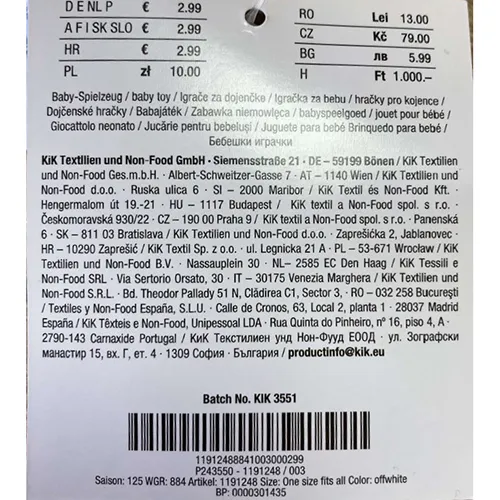 D E NL P € 2.99
A FI SK SLO € 2.99
HR € 2.99
PL zł 10.00
RO Lei 13.00
CZ Kč 79.00
BG лв 5.99
H Ft 1.000.–
Baby-Spielzeug / baby toy / Igrače za dojenčke / Igračka za bebu / hračky pro kojence /
Dojčenské hračky / Babajáték / Zabawka niemowlęca / babyspeelgoed / jouet pour bébé /
Giocattolo neonato / Jucărie pentru bebeluși / Juguete para bebé Brinquedo para bebé /
Бебешки играчки
KiK Textilien und Non-Food GmbH · Siemensstraße 21 · DE – 59199 Bönen / KiK Textilien
und Non-Food Ges.m.b.H. · Albert-Schweitzer-Gasse 7 · AT – 1140 Wien / KiK Textilien
und Non-Food d.o.o. · Ruska ulica 6 · SI – 2000 Maribor / KiK Textil és Non-Food Kft. ·
Hengermalom út 19.-21 · HU – 1117 Budapest / KiK textil a Non-Food spol. s r.o. ·
Českomoravská 930/22 · CZ – 190 00 Praha 9 / KiK textil a Non-Food spol. s r.o. · Panenská
6 · SK – 811 03 Bratislava / KiK Textilien und Non-Food d.o.o. · Zaprešička 2, Jablanovec ·
HR – 10290 Zaprešić / KiK Textil Sp. z o.o. · ul. Legnicka 21 A · PL – 53-671 Wrocław / KiK
Textilien und Non-Food B.V. · Nassauplein 30 · NL– 2585 EC Den Haag / KiK Tessili e
Non-Food SRL · Via Sertorio Orsato, 30 · IT – 30175 Venezia Marghera / KiK Textilien und
Non-Food S.R.L. · Bd. Theodor Pallady 51 N, Clădirea C1, Sector 3, · RO – 032 258 București
/ Textiles y Non-Food España, S.L.U. · Calle de Cronos, 63, Local 2, planta 1 · 28037 Madrid
España / KiK Têxteis e Non-Food, Unipessoal LDA · Rua Quinta do Pinheiro, nº 16, piso 4, A ·
2790-143 Carnaxide Portugal / КиК Текстилиен унд Нон-Фууд ЕООД · ул. Зографски
манастир 15, вх. Г, ет. 4 · 1309 София · България / productinfo@kik.eu
Batch No. KIK 3551
1191248841003000299
P243550 - 1191248 / 003
Saison: 125 WGR: 884 Artikel: 1191248 Size: One size fits all Color: offwhite
BP: 0000301435